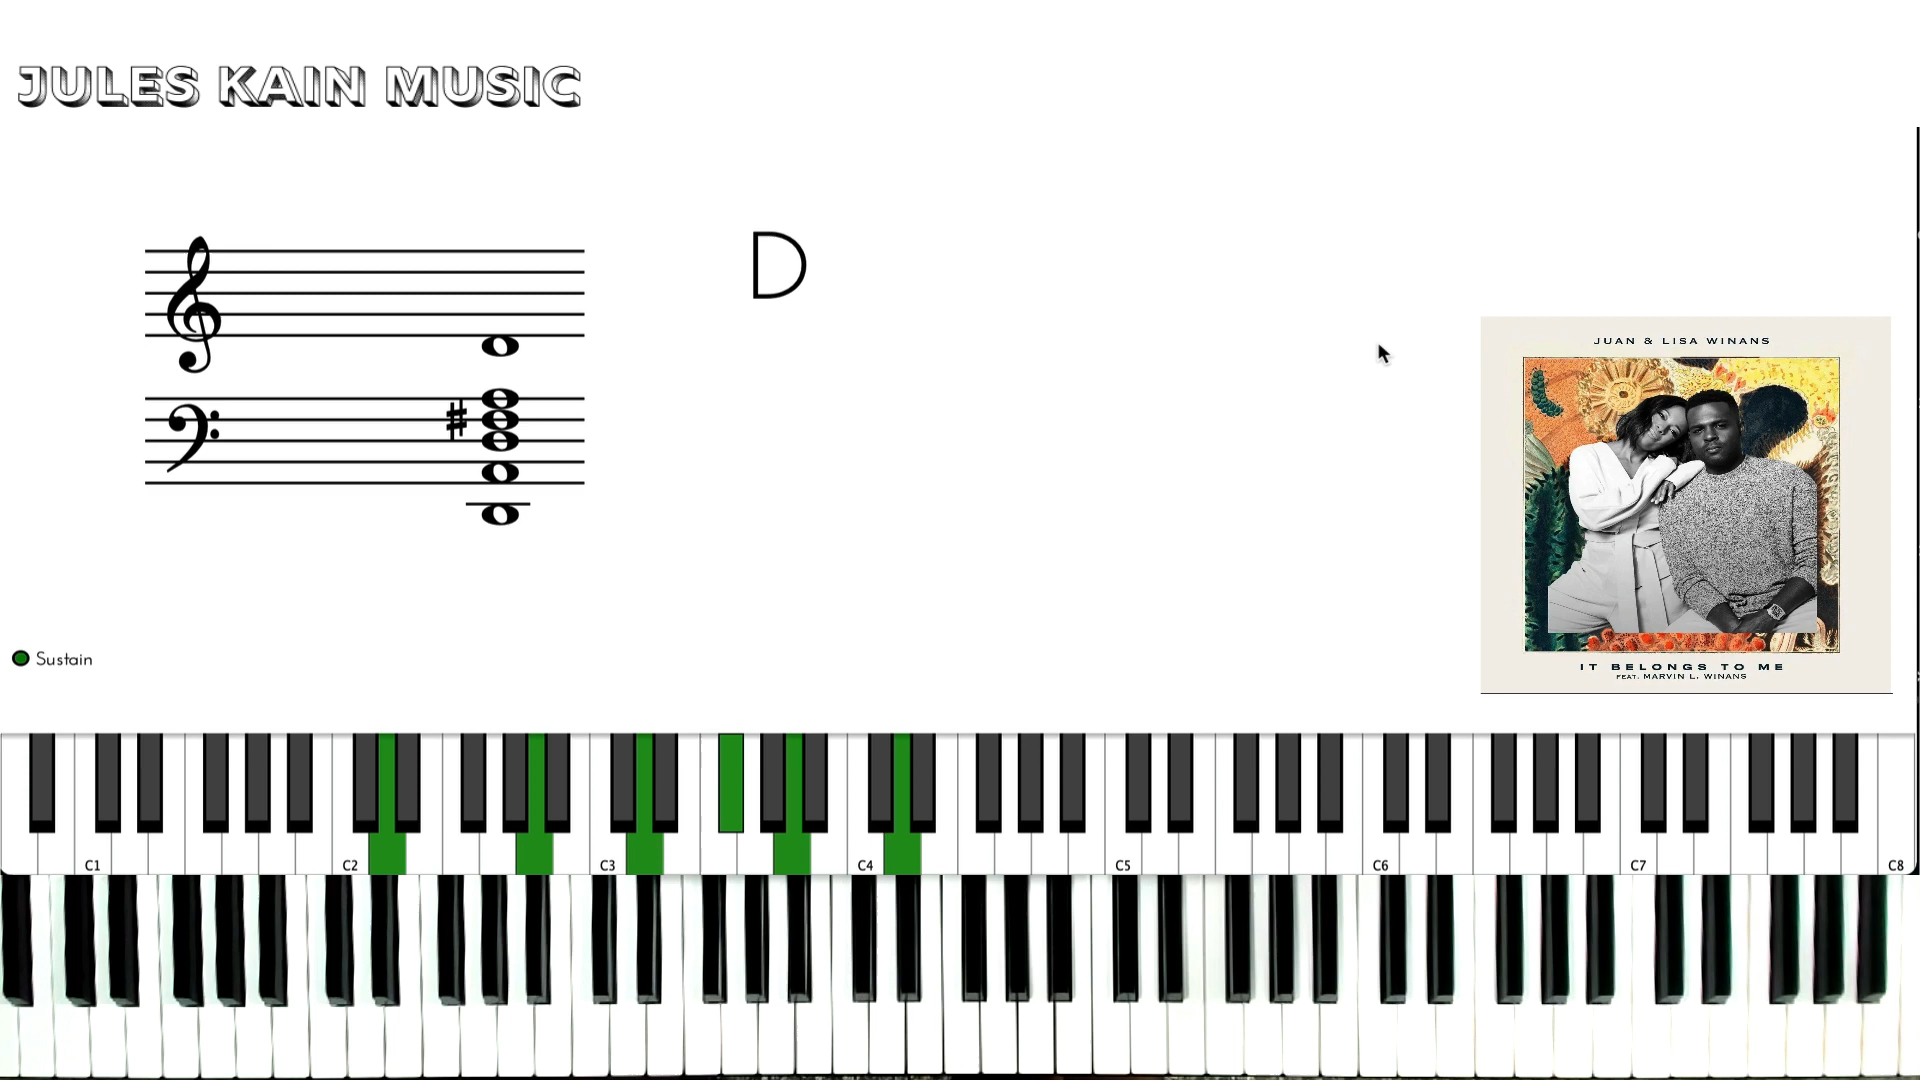 JULES KAIN MUSIC
D
JUAN & LISA WINANS
IT BELONGS TO ME
FEAT. MARVIN L. WINANS
Sustain
C1 C2 C3 C4 C5 C6 C7 C8